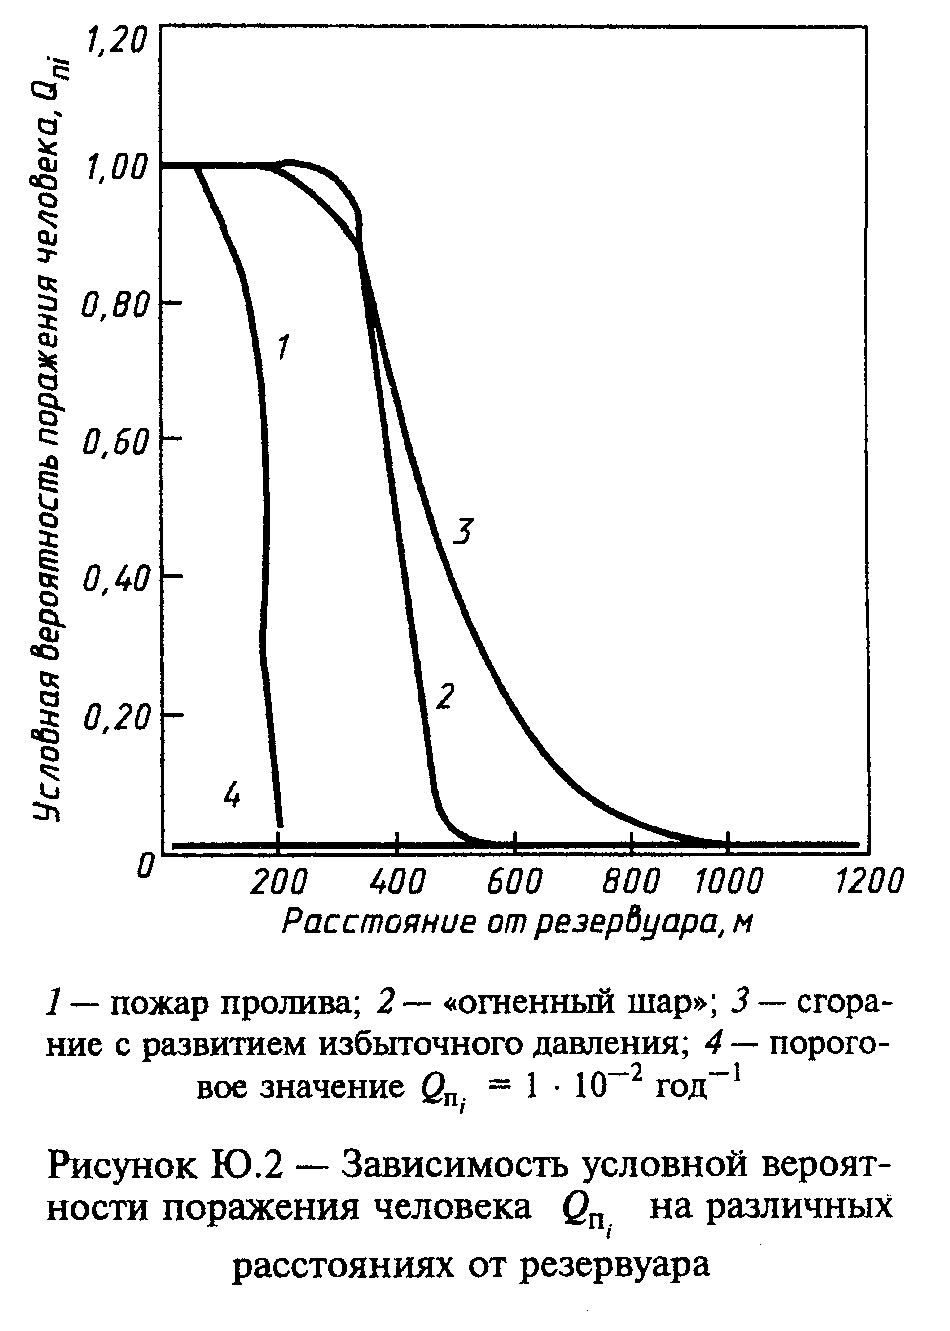 Условная вероятность поражения человека, Qпi
1,20
1,00
0,80
0,60
0,40
0,20
0
1
3
2
4
200 400 600 800 1000 1200
Расстояние от резервуара, м
1 — пожар пролива; 2 — «огненный шар»; 3 — сгора-
ние с развитием избыточного давления; 4 — порого-
вое значение Qпi = 1 · 10−2 год−1
Рисунок Ю.2 — Зависимость условной вероят-
ности поражения человека Qпi на различных
расстояниях от резервуара